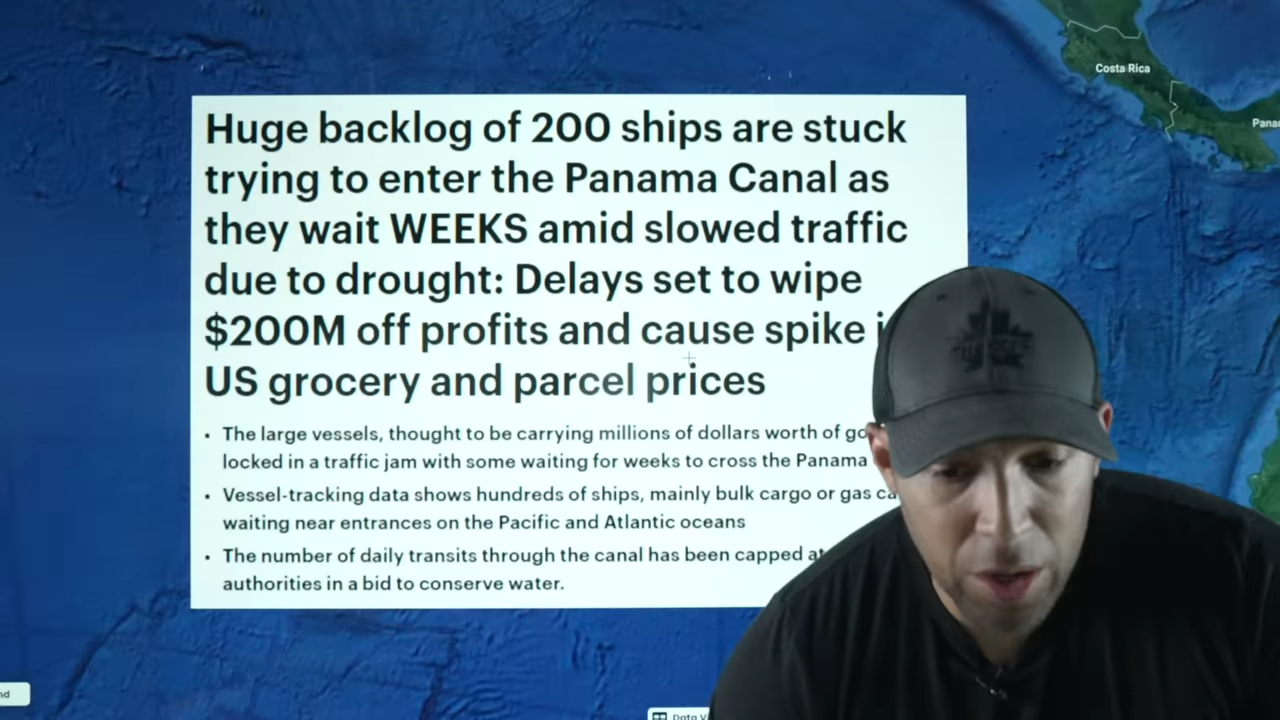 Costa Rica
Huge backlog of 200 ships are stuck
trying to enter the Panama Canal as
they wait WEEKS amid slowed traffic
due to drought: Delays set to wipe
$200M off profits and cause spike
US grocery and parcel prices
• The large vessels, thought to be carrying millions of dollars worth of
locked in a traffic jam with some waiting for weeks to cross the Panama
• Vessel-tracking data shows hundreds of ships, mainly bulk cargo or gas
waiting near entrances on the Pacific and Atlantic oceans
• The number of daily transits through the canal has been capped at
authorities in a bid to conserve water.
Data